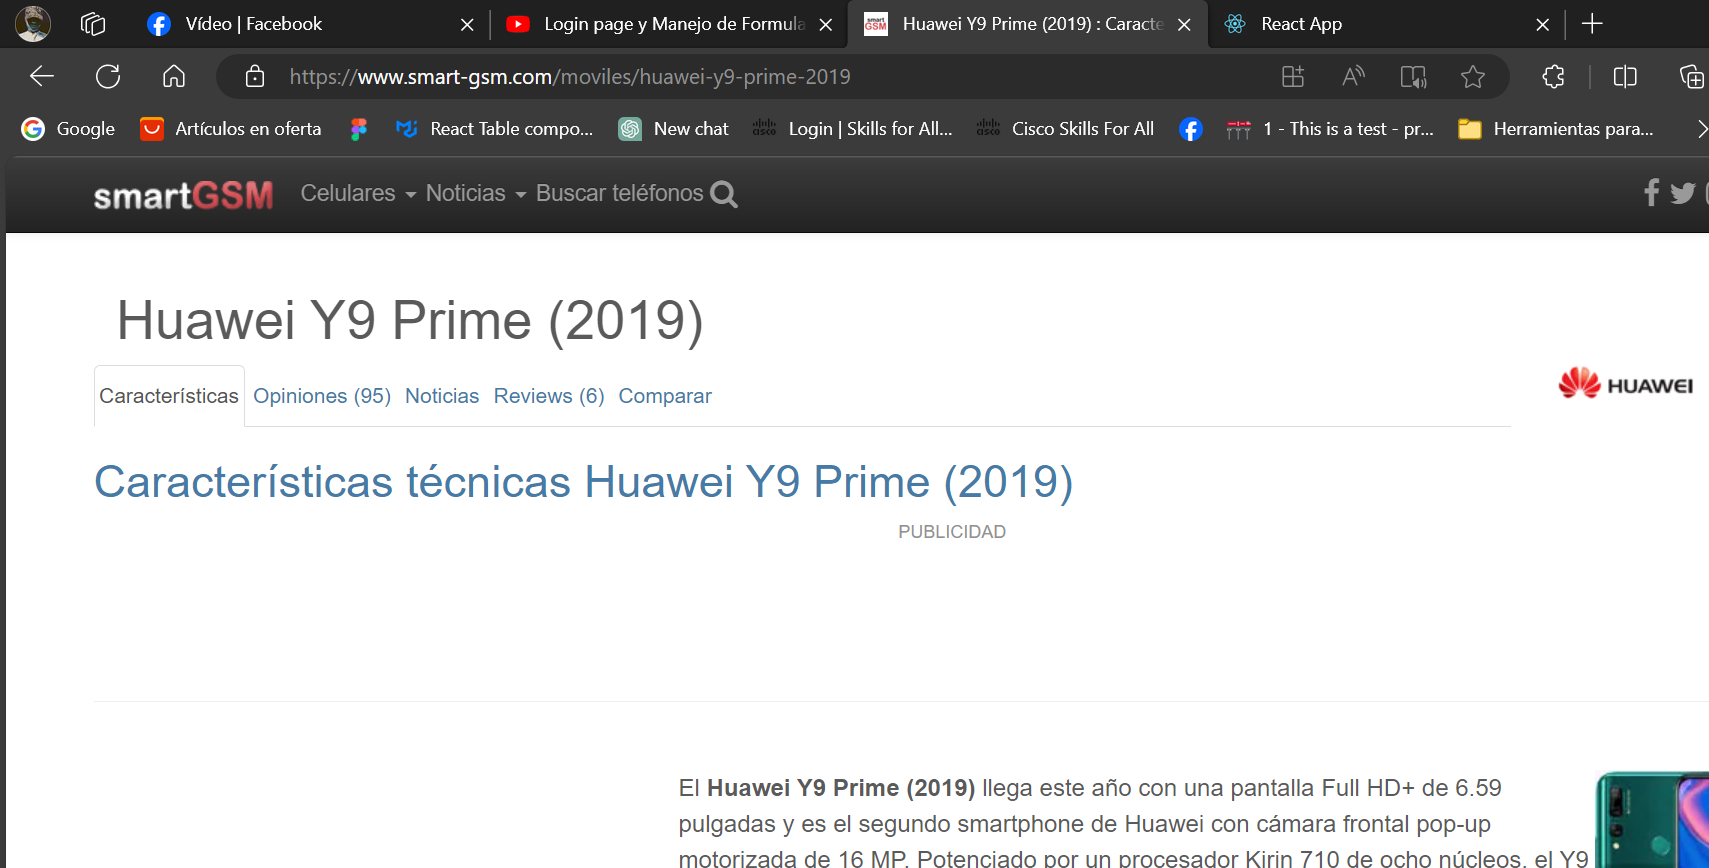 Vídeo | Facebook
Login page y Manejo de Formula
Huawei Y9 Prime (2019) : Caracte
React App
https://www.smart-gsm.com/moviles/huawei-y9-prime-2019
Google
Artículos en oferta
React Table compo...
New chat
Login | Skills for All...
Cisco Skills For All
1 - This is a test - pr...
Herramientas para...
smartGSM
Celulares
Noticias
Buscar teléfonos
Huawei Y9 Prime (2019)
Características
Opiniones (95)
Noticias
Reviews (6)
Comparar
HUAWEI
Características técnicas Huawei Y9 Prime (2019)
PUBLICIDAD
El Huawei Y9 Prime (2019) llega este año con una pantalla Full HD+ de 6.59
pulgadas y es el segundo smartphone de Huawei con cámara frontal pop-up
motorizada de 16 MP. Potenciado por un procesador Kirin 710 de ocho núcleos, el Y9